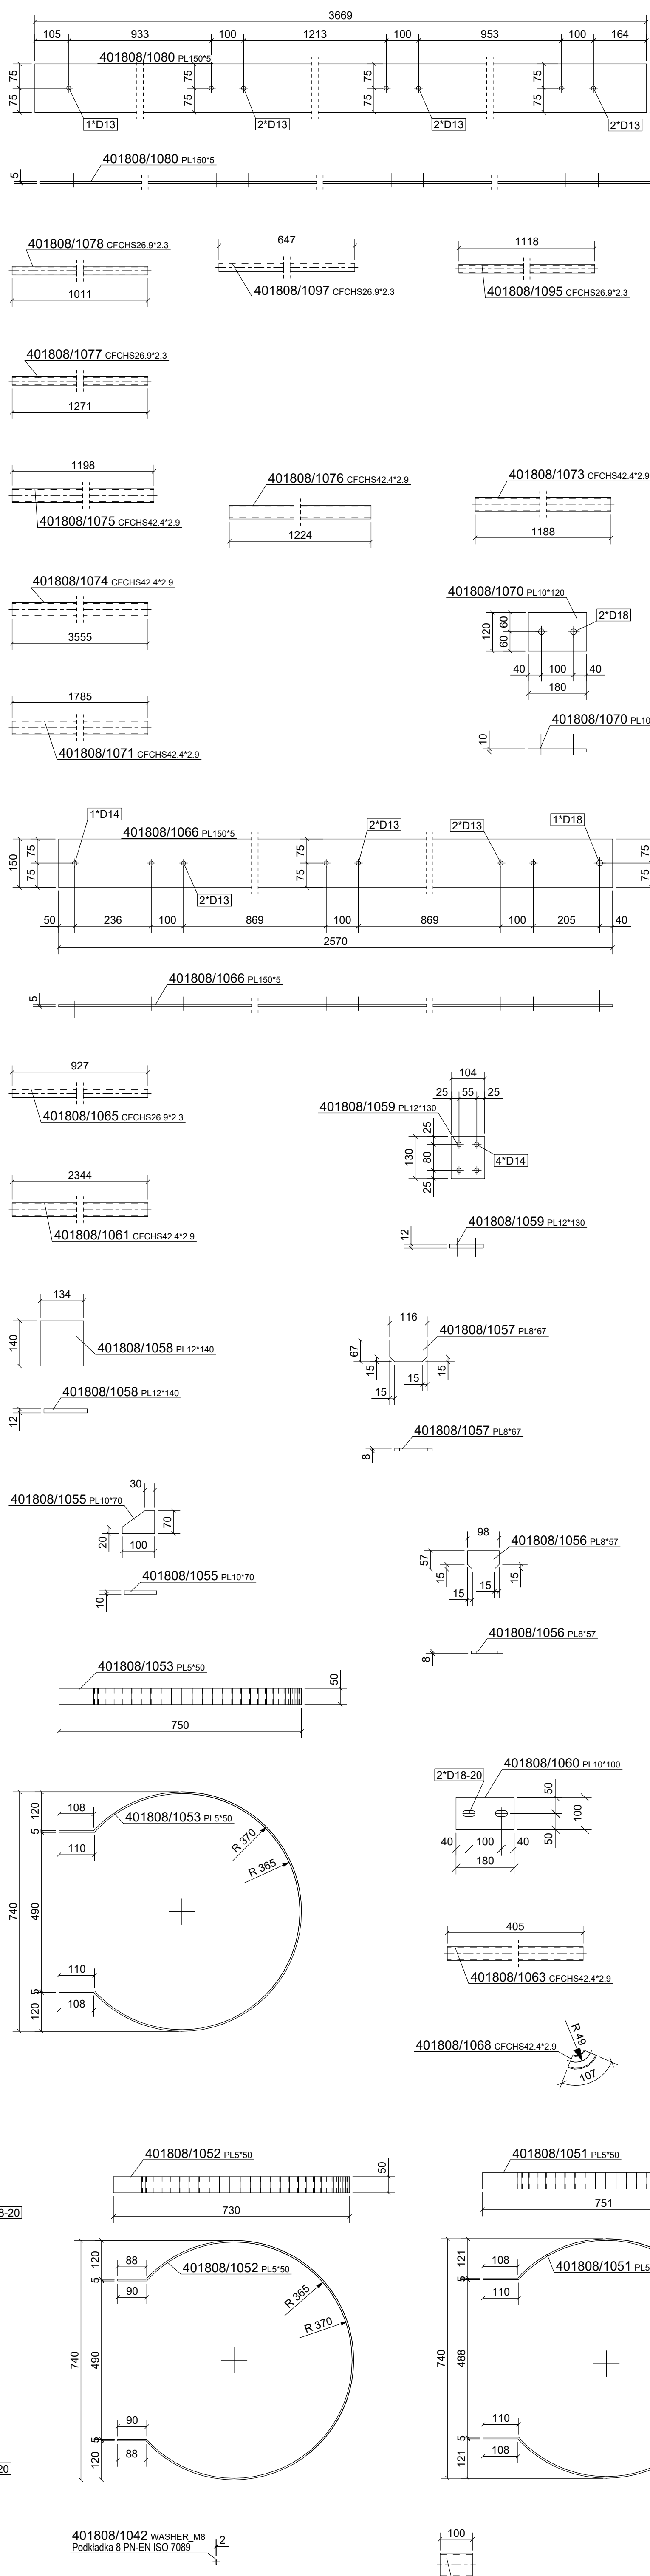 3669
105 933 100 1213 100 953 100 164
401808/1080 PL150*5
75 75 75 75
75 75 75 75
1*D13 2*D13 2*D13 2*D13
401808/1080 PL150*5
5
401808/1078 CFCHS26.9*2.3
1011
647
401808/1097 CFCHS26.9*2.3
1118
401808/1095 CFCHS26.9*2.3
401808/1077 CFCHS26.9*2.3
1271
1198
401808/1075 CFCHS42.4*2.9
401808/1076 CFCHS42.4*2.9
1224
401808/1073 CFCHS42.4*2.9
1188
401808/1074 CFCHS42.4*2.9
3555
401808/1070 PL10*120
2*D18
120
60
60
40 100 40
180
1785
401808/1071 CFCHS42.4*2.9
401808/1070 PL10
10
1*D14
401808/1066 PL150*5
2*D13
2*D13
1*D18
150
75 75 75
75 75 75
2*D13
50 236 100 869 100 869 100 205 40
2570
401808/1066 PL150*5
5
927
401808/1065 CFCHS26.9*2.3
104
25 55 25
401808/1059 PL12*130
130
25
80
25
4*D14
2344
401808/1061 CFCHS42.4*2.9
401808/1059 PL12*130
12
134
140
401808/1058 PL12*140
116
401808/1057 PL8*67
67
15 15
15 15
401808/1058 PL12*140
12
401808/1057 PL8*67
8
30
401808/1055 PL10*70
70
20
100
98
401808/1056 PL8*57
57
15 15
15 15
401808/1055 PL10*70
10
401808/1056 PL8*57
8
401808/1053 PL5*50
50
750
401808/1060 PL10*100
2*D18-20
50
50
100
40 100 40
180
108
401808/1053 PL5*50
110
R 370
R 365
740
120
5
490
5
120
110
108
405
401808/1063 CFCHS42.4*2.9
401808/1068 CFCHS42.4*2.9
R 49
107
401808/1052 PL5*50
50
730
401808/1051 PL5*50
751
8-20
88
401808/1052 PL5*50
90
R 365
R 370
740
120
5
490
5
120
90
88
108
401808/1051 PL5
110
740
121
5
488
5
121
110
108
20
401808/1042 WASHER_M8
Podkładka 8 PN-EN ISO 7089
2
100